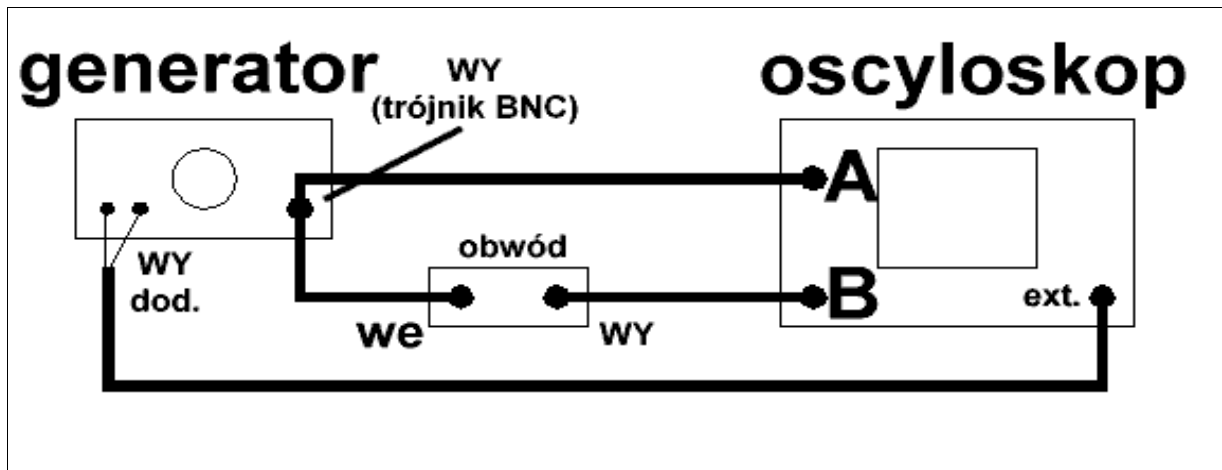 generator
WY
(trójnik BNC)
oscyloskop
A
obwód
WY
dod.
B
ext.
we
WY